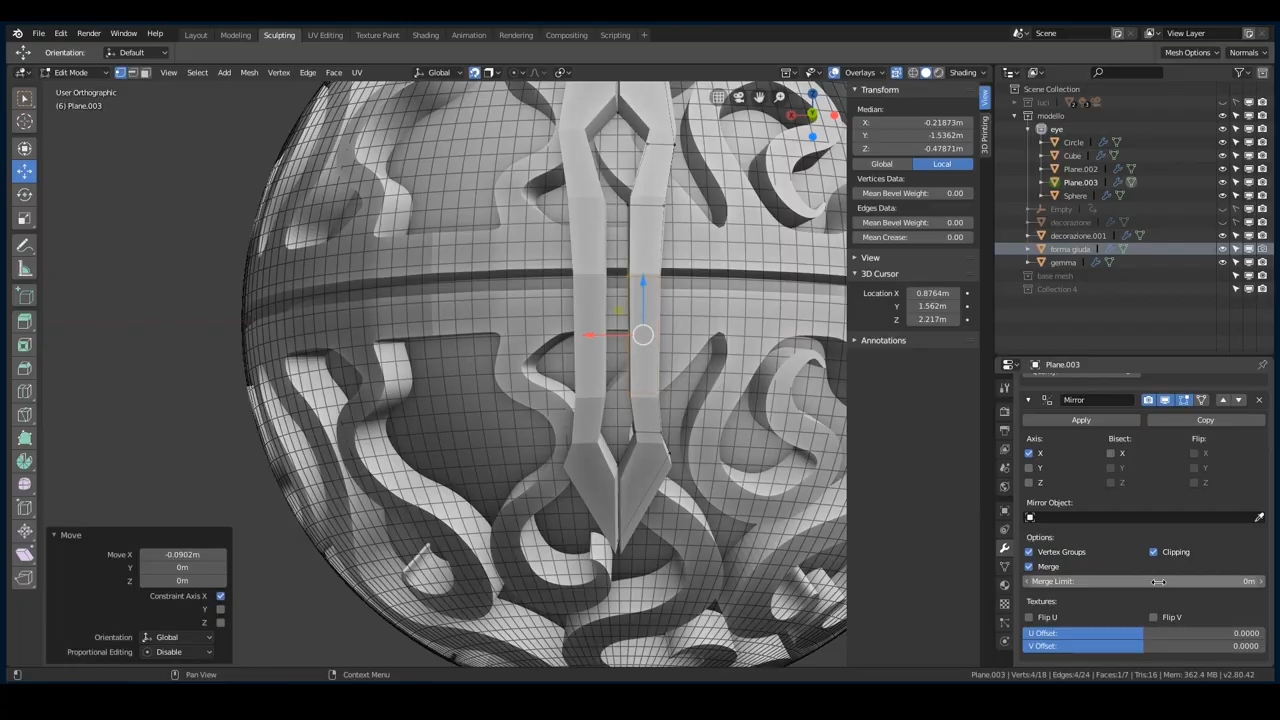 File Edit Render Window Help
Layout Modeling Sculpting UV Editing Texture Paint Shading Animation Rendering Compositing Scripting +
Scene View Layer
Orientation: Default
Mesh Options Normals
Edit Mode View Select Add Mesh Vertex Edge Face UV Global Overlays Shading
User Orthographic
(6) Plane.003
Transform
Median:
X: -0.21873m
Y: -1.5362m
Z: -0.47871m
Global Local
Vertices Data:
Mean Bevel Weight: 0.00
Edges Data:
Mean Bevel Weight: 0.00
Mean Crease: 0.00
View
3D Cursor
Location X 0.8764m
Y 1.562m
Z 2.217m
Annotations
View
3D Printing
Scene Collection
luci
modello
eye
Circle
Cube
Plane.002
Plane.003
Sphere
Empty
decorazione
decorazione.001
forma giuda
gemma
base mesh
Collection 4
Plane.003
Mirror
Apply Copy
Axis: Bisect: Flip:
X X X
Y Y Y
Z Z Z
Mirror Object:
Options:
Vertex Groups Clipping
Merge
Merge Limit: 0m
Textures:
Flip U Flip V
U Offset: 0.0000
V Offset: 0.0000
Move
Move X -0.0902m
Y 0m
Z 0m
Constraint Axis X
Y
Z
Orientation Global
Proportional Editing Disable
Pan View Context Menu
Plane.003 | Verts:4/18 | Edges:4/24 | Faces:1/7 | Tris:16 | Mem: 362.4 MB | v2.80.42